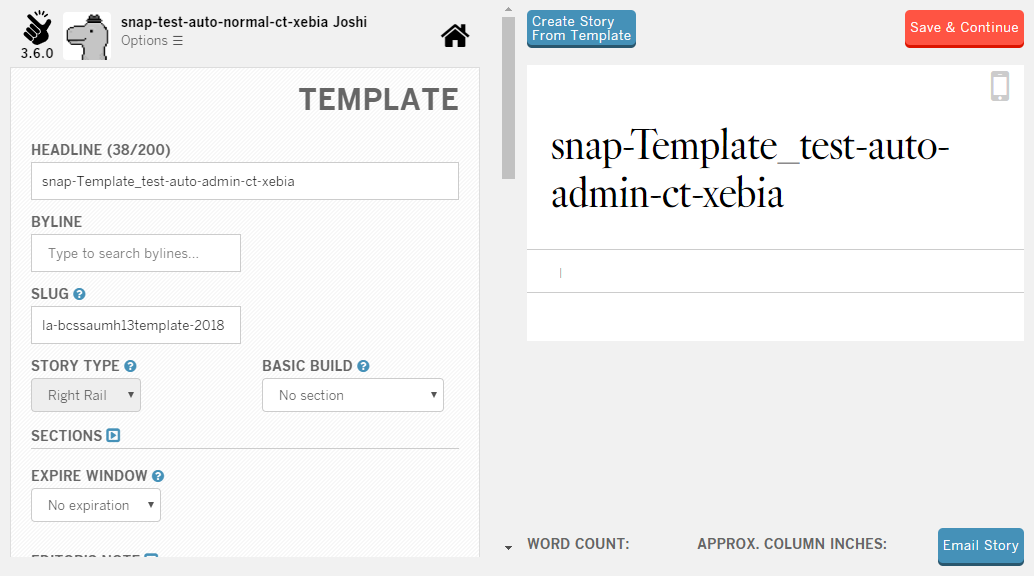 3.6.0
snap-test-auto-normal-ct-xebia Joshi
Options ☰
TEMPLATE
HEADLINE (38/200)
snap-Template_test-auto-admin-ct-xebia
BYLINE
Type to search bylines...
SLUG ?
la-bcssaumh13template-2018
STORY TYPE ?
BASIC BUILD ?
Right Rail
No section
SECTIONS
EXPIRE WINDOW ?
No expiration
Create Story
From Template
Save & Continue
snap-Template_test-auto-
admin-ct-xebia
|
WORD COUNT:
APPROX. COLUMN INCHES:
Email Story